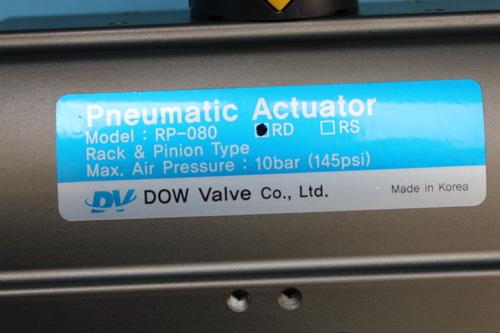 Pneumatic Actuator
Model : RP-080 RD RS
Rack & Pinion Type
Max. Air Pressure : 10bar (145psi)
DV DOW Valve Co., Ltd. Made in Korea